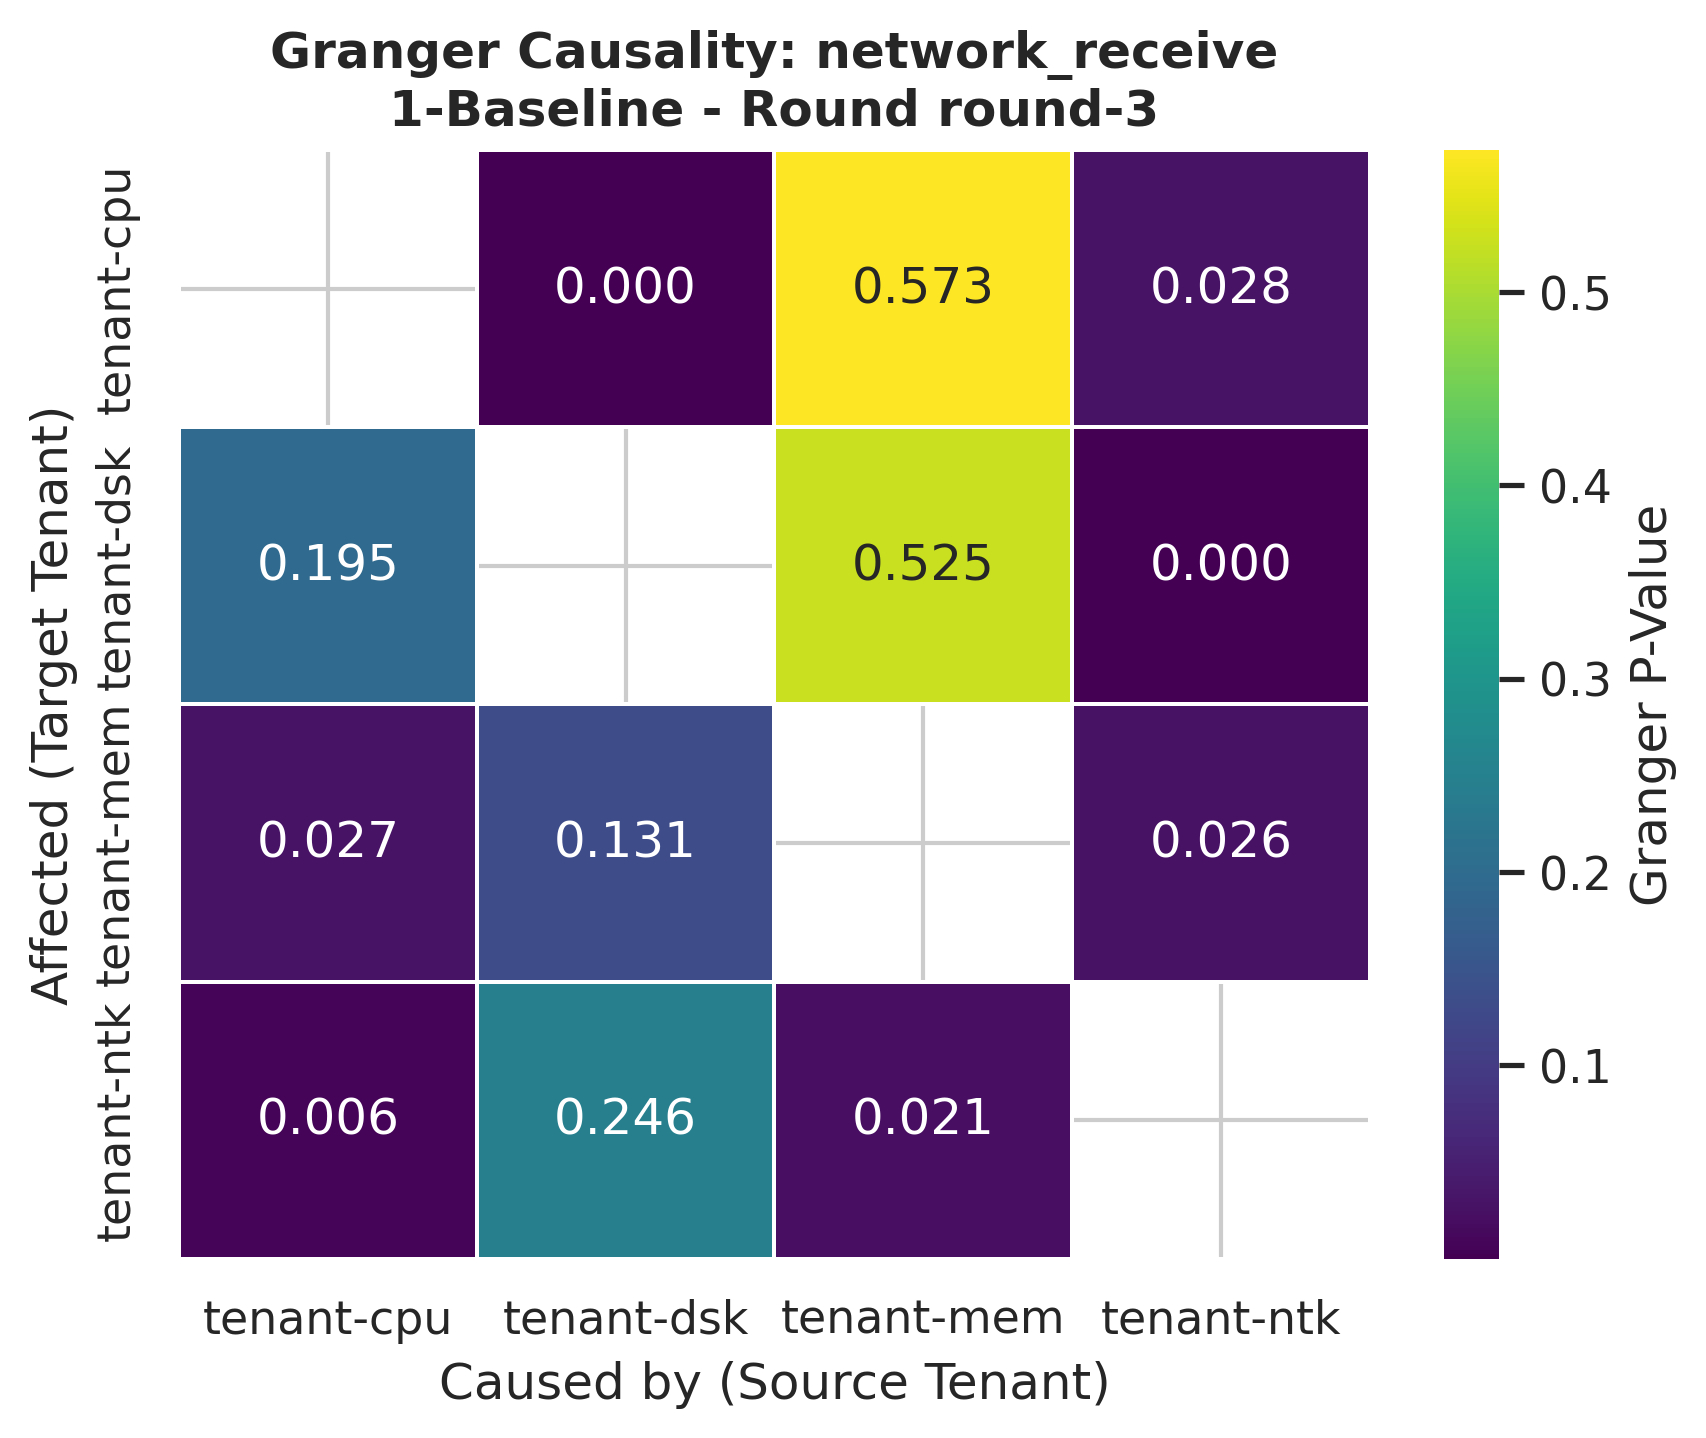 Granger Causality: network_receive
1-Baseline - Round round-3
Affected (Target Tenant)
tenant-cpu
0.000
0.573
0.028
tenant-dsk
0.195
0.525
0.000
tenant-mem
0.027
0.131
0.026
tenant-ntk
0.006
0.246
0.021
tenant-cpu
tenant-dsk
tenant-mem
tenant-ntk
Caused by (Source Tenant)
0.5
0.4
0.3
0.2
0.1
Granger P-Value